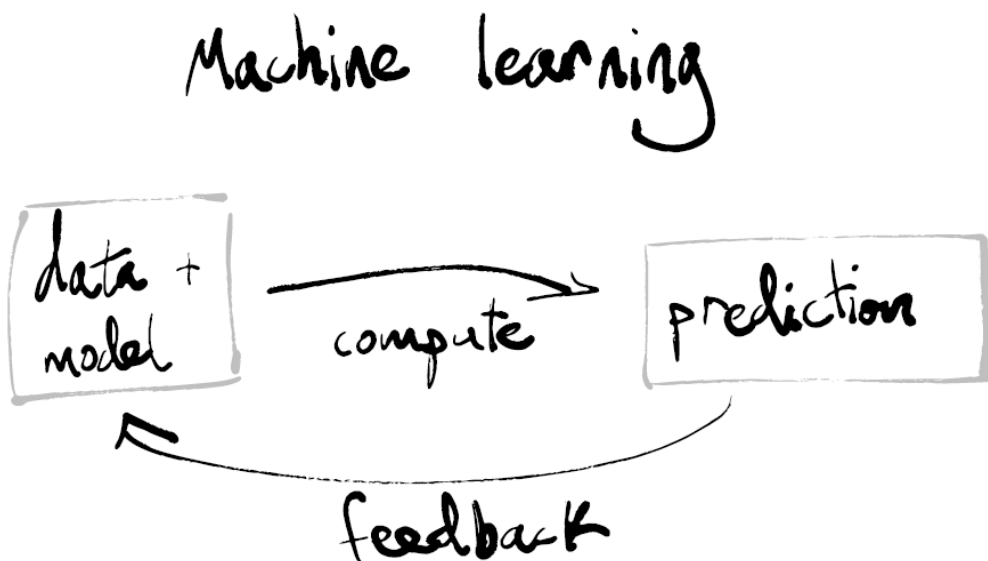 Machine learning
data +
model
compute
prediction
feedback